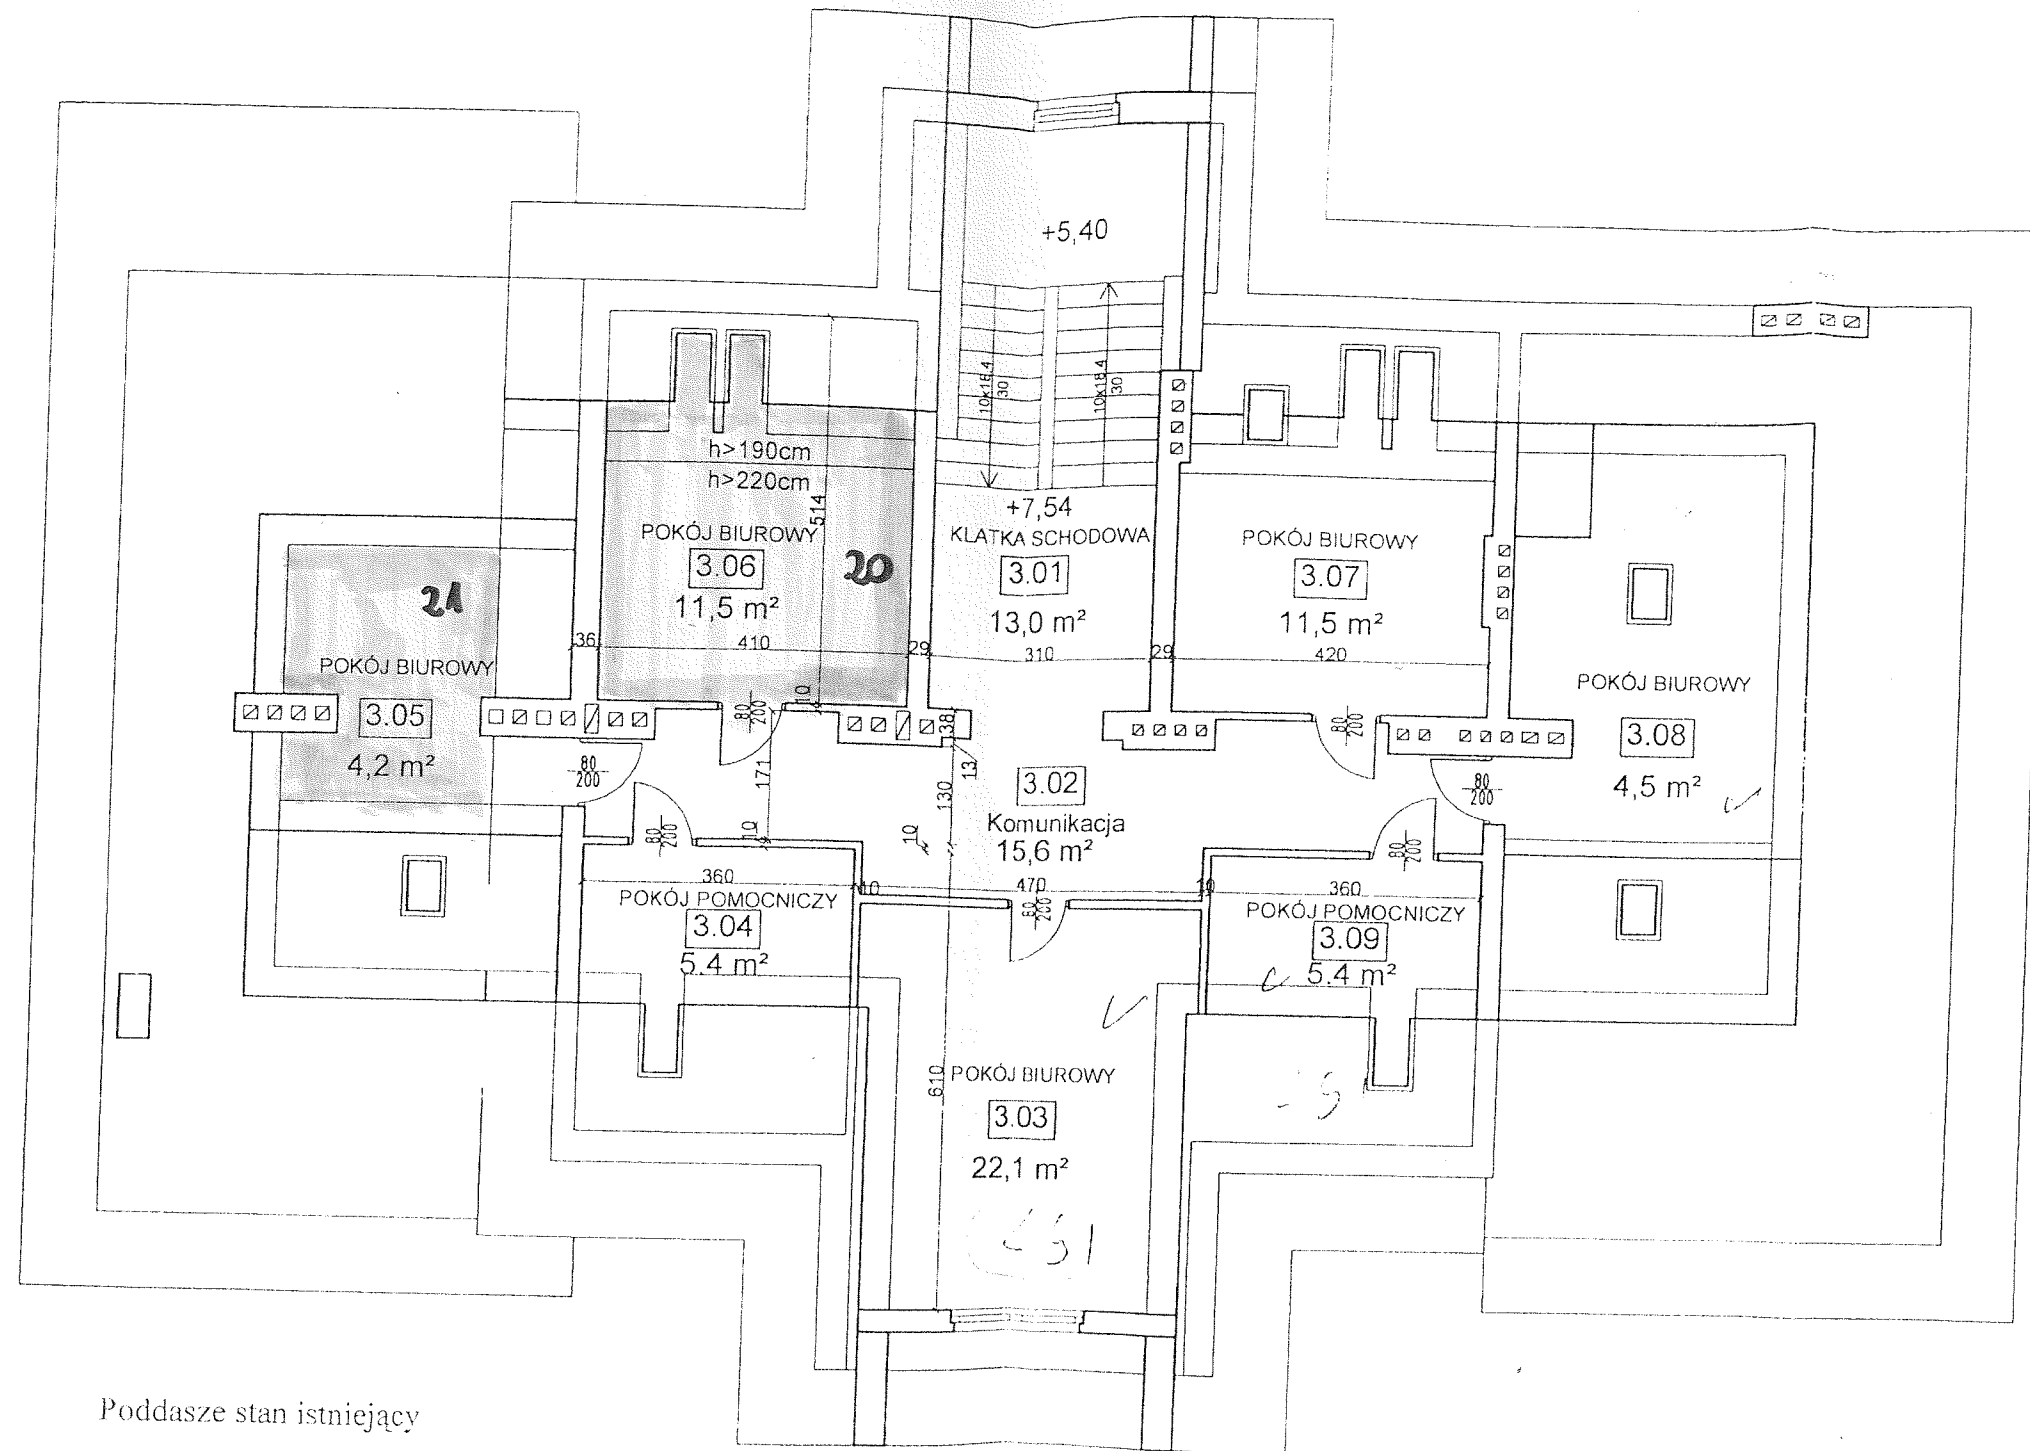 +5,40
10x18.4
30
10x18.4
30
h>190cm
h>220cm
514
+7,54
KLATKA SCHODOWA
3.01
13,0 m²
POKÓJ BIUROWY
3.06
11,5 m²
20
POKÓJ BIUROWY
3.07
11,5 m²
21
POKÓJ BIUROWY
3.05
4,2 m²
36
410
29
310
29
420
POKÓJ BIUROWY
3.08
4,5 m²
10
80
200
138
13
171
130
10
10
80
200
80
200
80
200
80
200
80
200
3.02
Komunikacja
15,6 m²
360
10
470
10
360
80
200
POKÓJ POMOCNICZY
3.04
5.4 m²
POKÓJ POMOCNICZY
3.09
5.4 m²
610
POKÓJ BIUROWY
3.03
22,1 m²
Poddasze stan istniejący